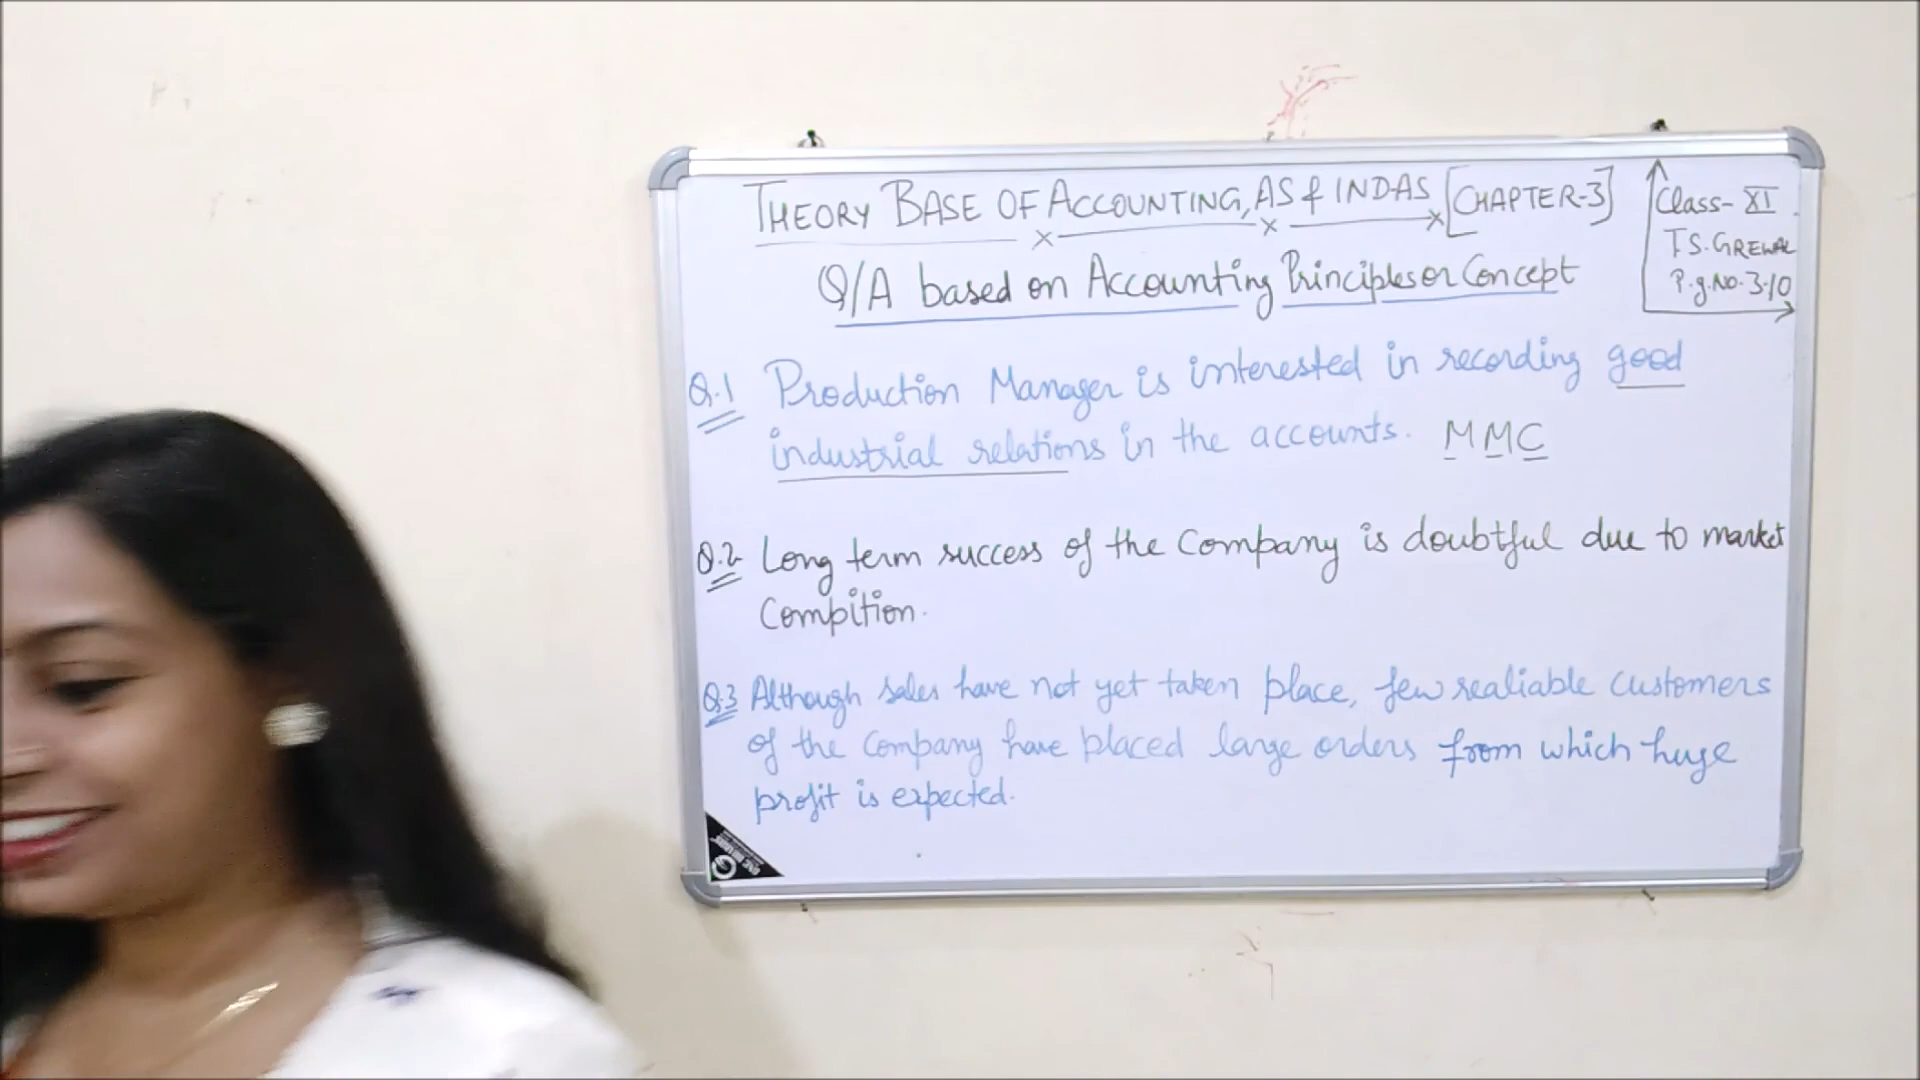 THEORY BASE OF ACCOUNTING, AS & INDAS [CHAPTER-3]
Class- XI
T.S. GREWAL
P.g.No. 3.10
Q/A based on Accounting Principles or Concept
Q.1 Production Manager is interested in recording good
industrial relations in the accounts. MMC
Q.2 Long term success of the Company is doubtful due to market
Compition.
Q.3 Although sales have not yet taken place, few realiable customers
of the Company have placed large orders from which huge
profit is expected.